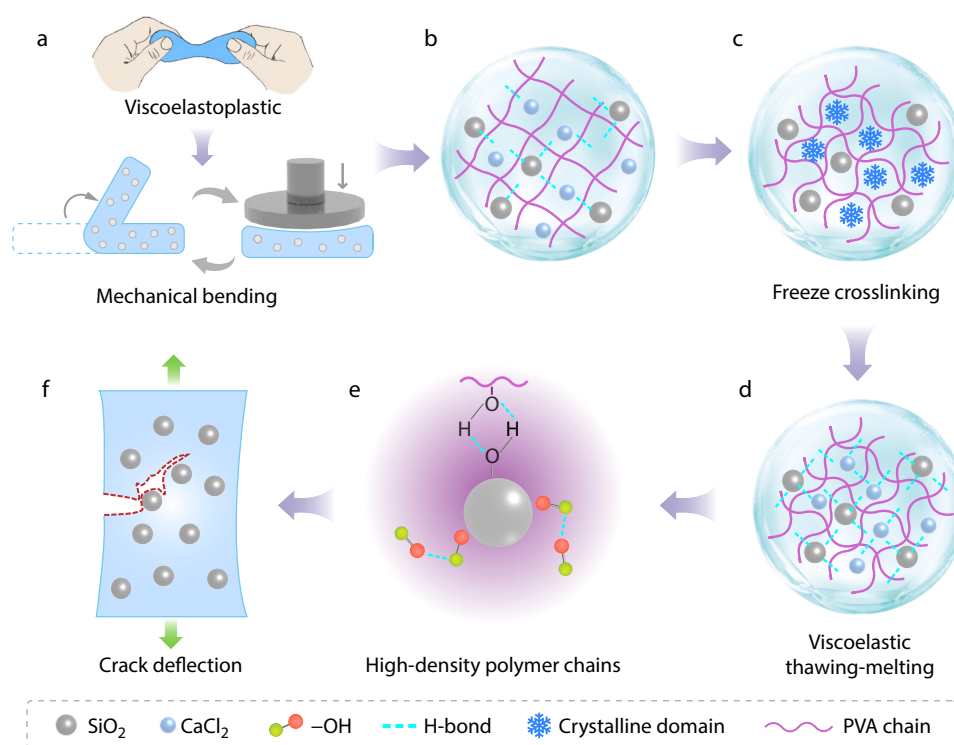 a
Viscoelastoplastic
Mechanical bending
b
c
Freeze crosslinking
f
Crack deflection
e
O
H H
O
High-density polymer chains
d
Viscoelastic
thawing-melting
SiO₂ CaCl₂ –OH H-bond Crystalline domain PVA chain